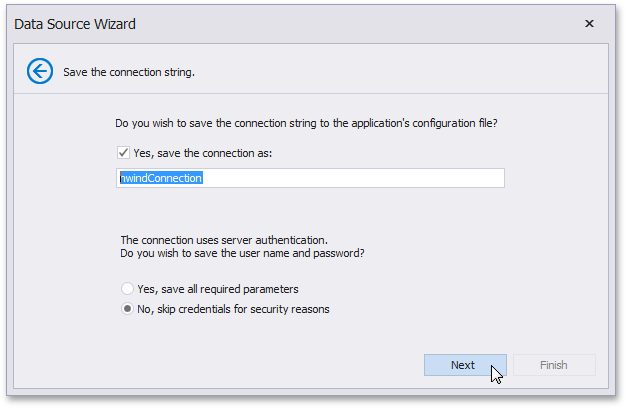 Data Source Wizard
Save the connection string.
Do you wish to save the connection string to the application's configuration file?
Yes, save the connection as:
nwindConnection
The connection uses server authentication.
Do you wish to save the user name and password?
Yes, save all required parameters
No, skip credentials for security reasons
Next
Finish